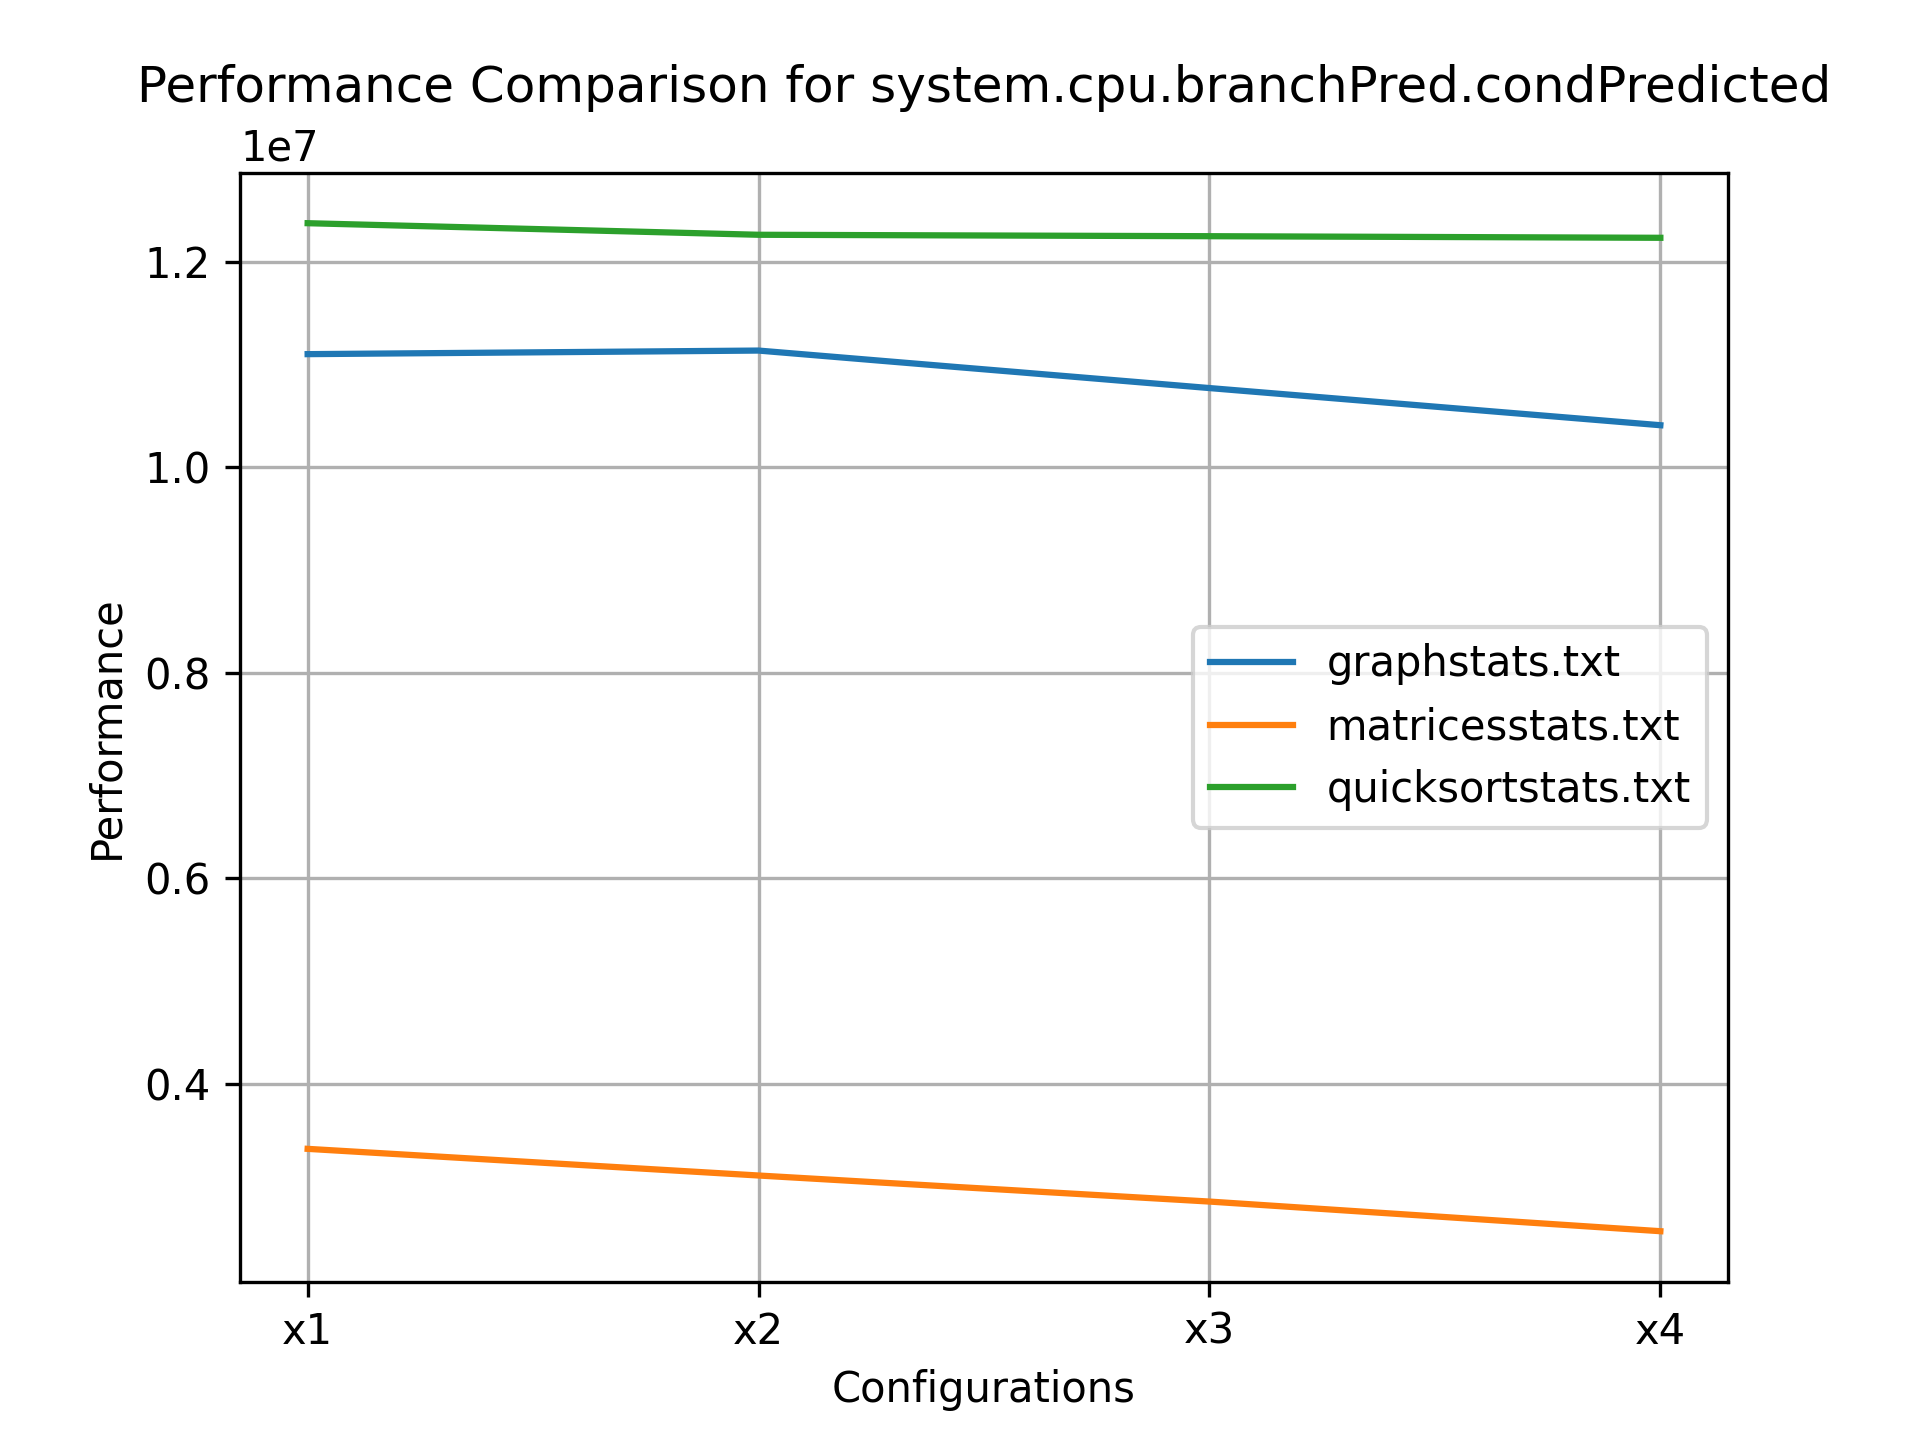 Performance Comparison for system.cpu.branchPred.condPredicted
1e7
1.2
1.0
0.8
0.6
0.4
Performance
graphstats.txt
matricesstats.txt
quicksortstats.txt
x1 x2 x3 x4
Configurations